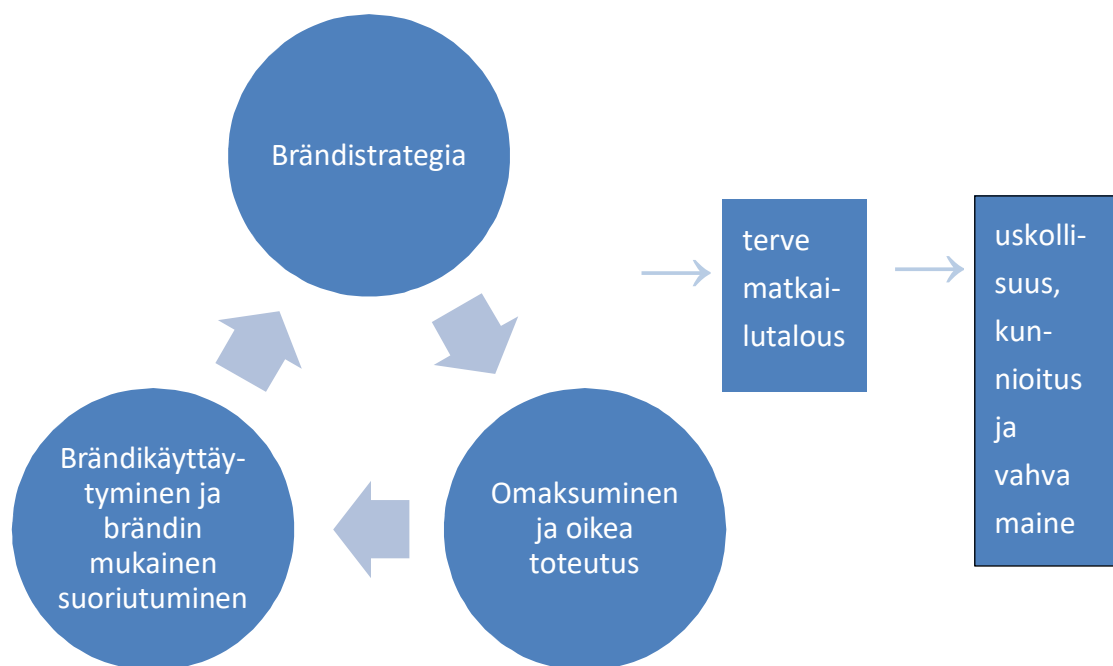 Brändistrategia
terve
matkai-
lutalous
uskolli-
suus,
kun-
nioitus
ja
vahva
maine
Brändikäyttäy-
tyminen ja
brändin
mukainen
suoriutuminen
Omaksuminen
ja oikea
toteutus